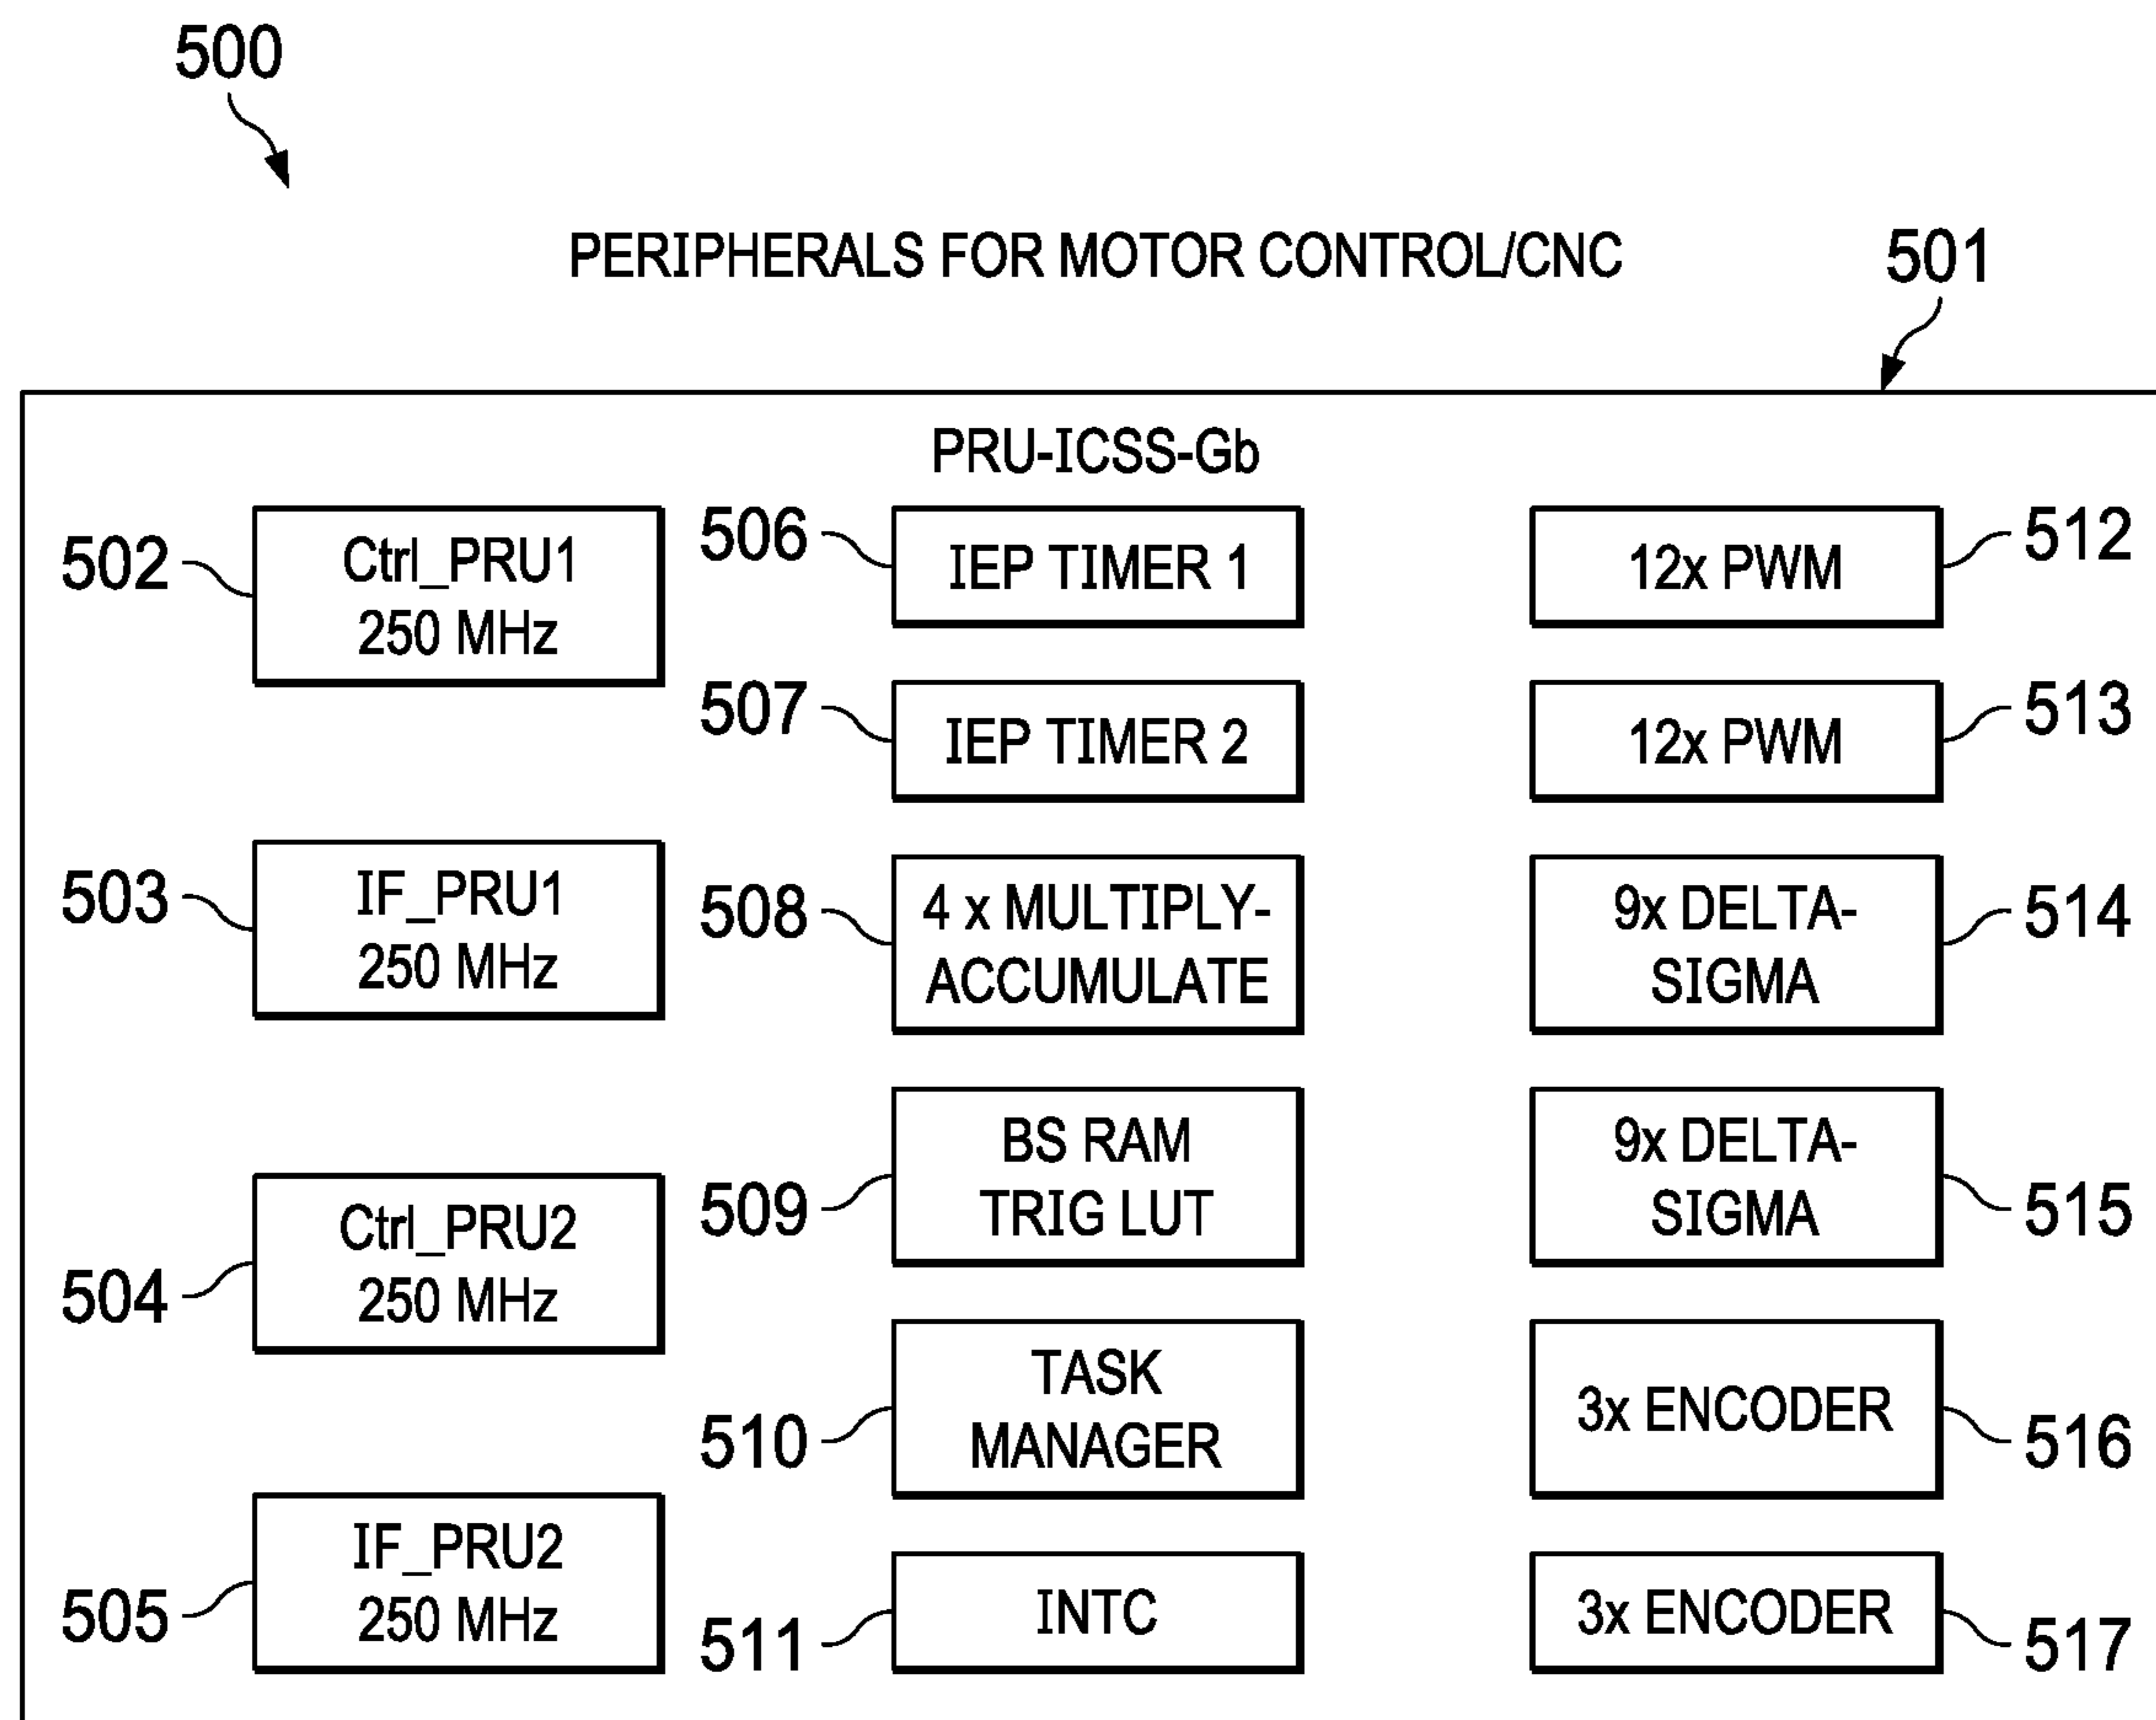 500
PERIPHERALS FOR MOTOR CONTROL/CNC
501
PRU-ICSS-Gb
502
Ctrl_PRU1
250 MHz
503
IF_PRU1
250 MHz
504
Ctrl_PRU2
250 MHz
505
IF_PRU2
250 MHz
506
IEP TIMER 1
507
IEP TIMER 2
508
4 x MULTIPLY-
ACCUMULATE
509
BS RAM
TRIG LUT
510
TASK
MANAGER
511
INTC
12x PWM
512
12x PWM
513
9x DELTA-
SIGMA
514
9x DELTA-
SIGMA
515
3x ENCODER
516
3x ENCODER
517